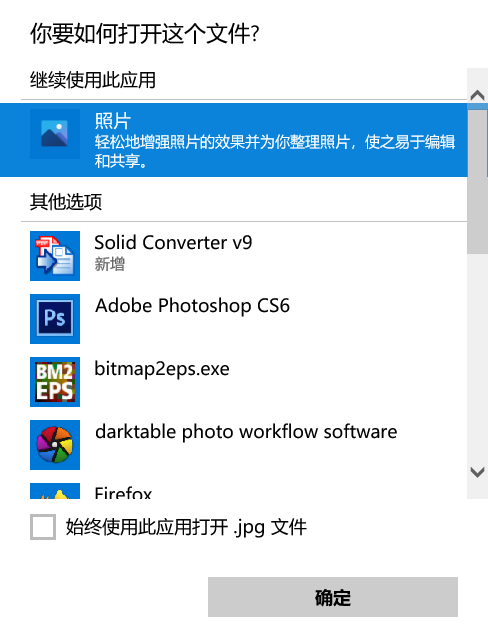 你要如何打开这个文件?
继续使用此应用
照片
轻松地增强照片的效果并为你整理照片，使之易于编辑
和共享。
其他选项
PDF
Solid Converter v9
新增
Ps
Adobe Photoshop CS6
BM2
EPS
bitmap2eps.exe
darktable photo workflow software
Firefox
始终使用此应用打开 .jpg 文件
确定